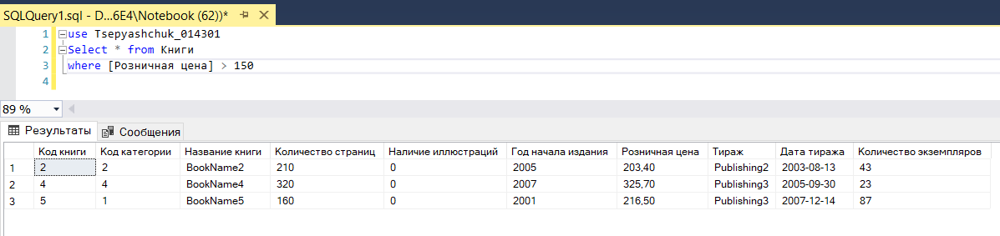 SQLQuery1.sql - D...6E4\Notebook (62))*
1 use Tsepyashchuk_014301
2 Select * from Книги
3 where [Розничная цена] > 150
4
89 %
Результаты Сообщения
Код книги Код категории Название книги Количество страниц Наличие иллюстраций Год начала издания Розничная цена Тираж Дата тиража Количество экземпляров
1 2 2 BookName2 210 0 2005 203,40 Publishing2 2003-08-13 43
2 4 4 BookName4 320 0 2007 325,70 Publishing3 2005-09-30 23
3 5 1 BookName5 160 0 2001 216,50 Publishing3 2007-12-14 87